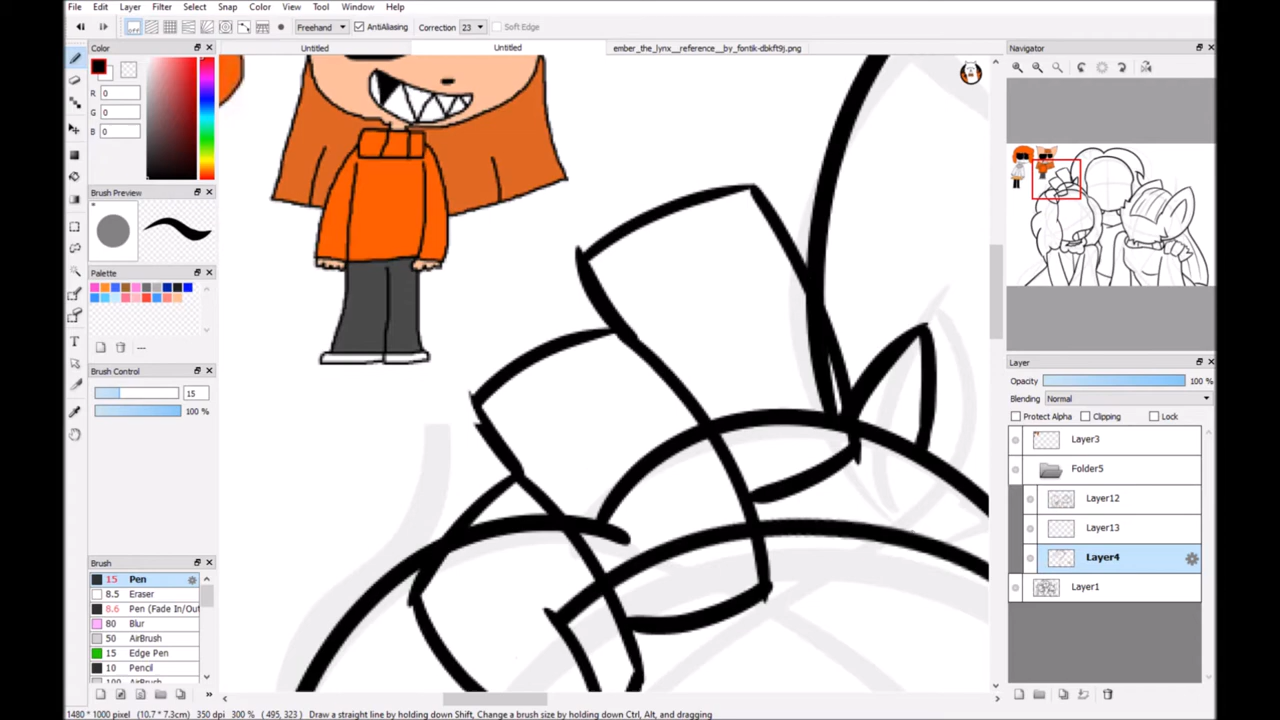 File Edit Layer Filter Select Snap Color View Tool Window Help
off Freehand AntiAliasing Correction 23 Soft Edge
Color
Untitled Untitled ember_the_lynx__reference__by_fontik-dbkft9j.png
Navigator
R 0
G 0
B 0
Brush Preview
Palette
---
Brush Control
15
100 %
Layer
Opacity 100 %
Blending Normal
Protect Alpha Clipping Lock
Layer3
Folder5
Layer12
Layer13
Layer4
Layer1
Brush
15 Pen
8.5 Eraser
8.6 Pen (Fade In/Out
80 Blur
50 AirBrush
15 Edge Pen
10 Pencil
100 AirBrush
1480 * 1000 pixel (10.7 * 7.3cm) 350 dpi 300 % ( 495, 323 ) Draw a straight line by holding down Shift, Change a brush size by holding down Ctrl, Alt, and dragging